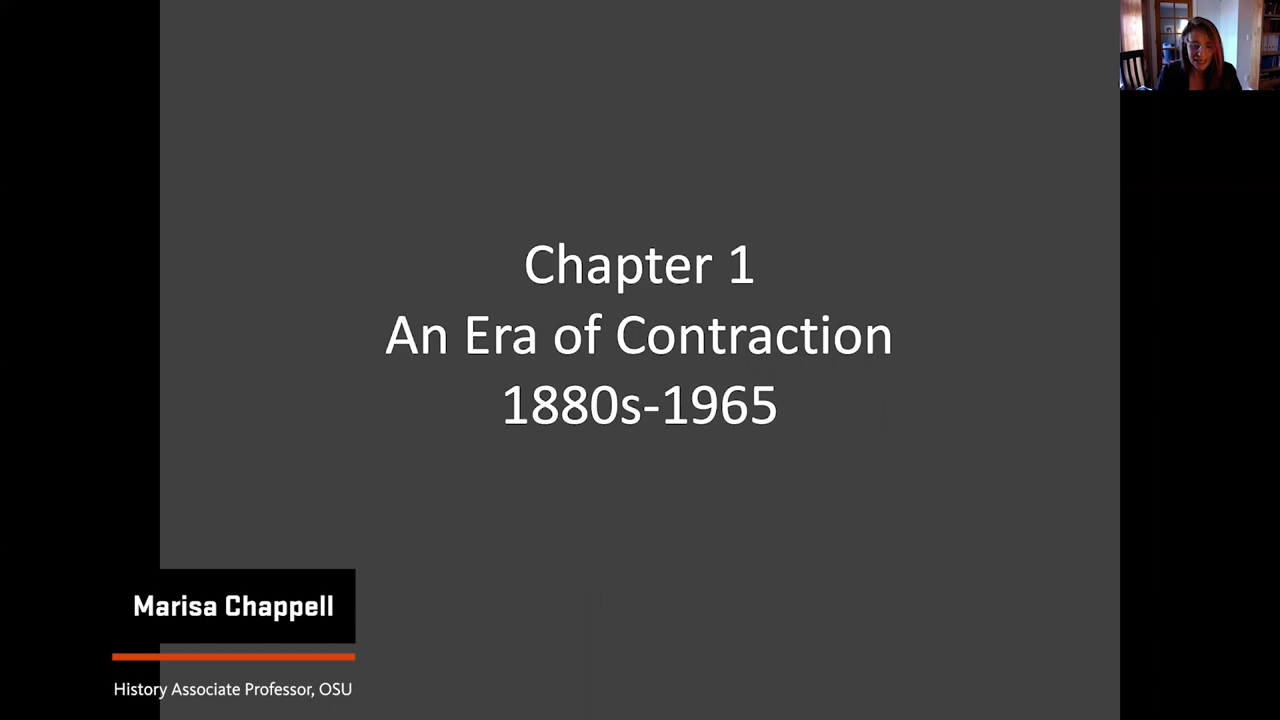 Chapter 1
An Era of Contraction
1880s-1965
Marisa Chappell
History Associate Professor, OSU